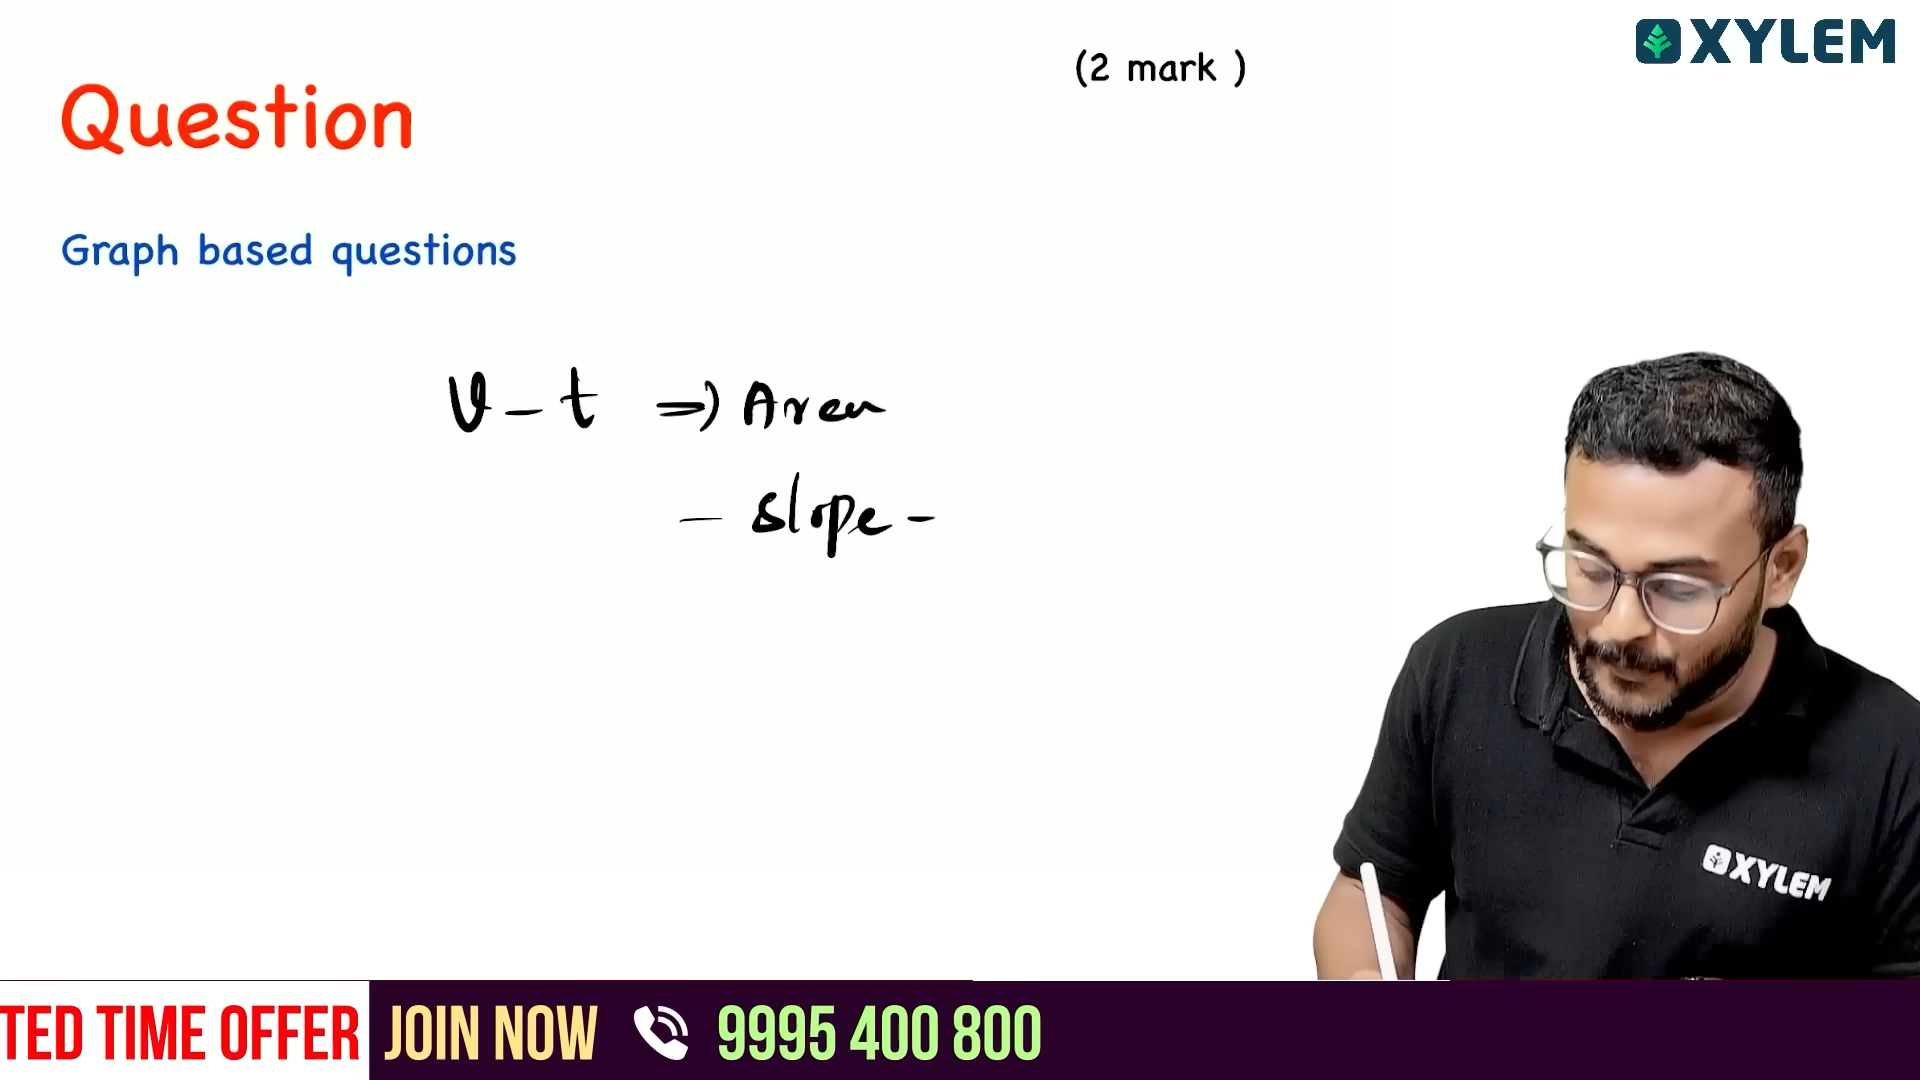 XYLEM
(2 mark )
Question
Graph based questions
v - t ⇒ Area
- slope -
XYLEM
TED TIME OFFER
JOIN NOW
9995 400 800